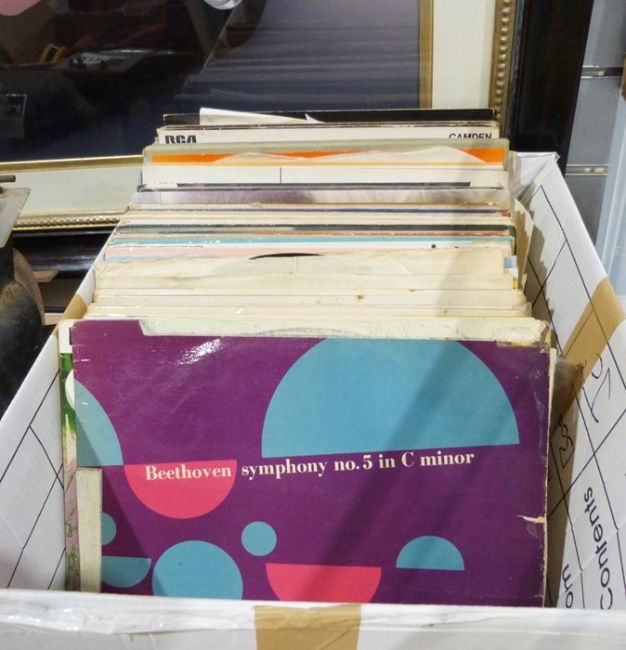 RCA CAMDEN
Beethoven symphony no. 5 in C minor
Contents